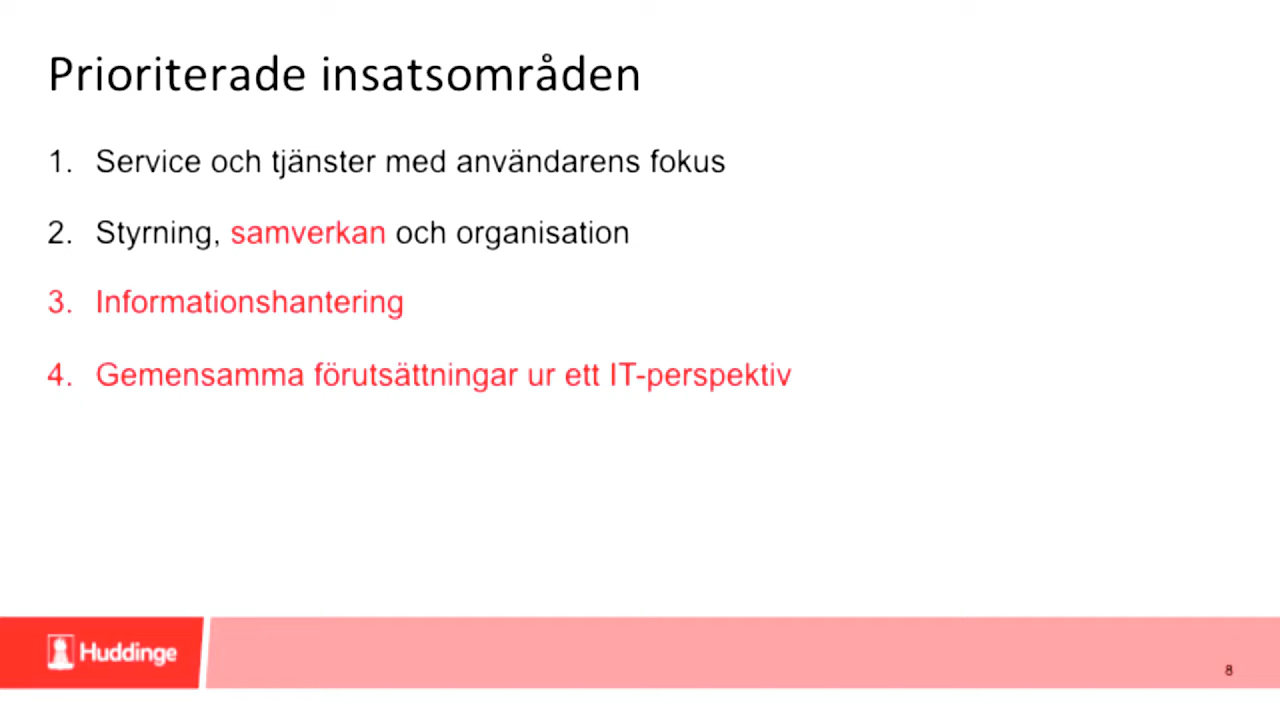 Prioriterade insatsområden
1. Service och tjänster med användarens fokus
2. Styrning, samverkan och organisation
3. Informationshantering
4. Gemensamma förutsättningar ur ett IT-perspektiv
Huddinge
8